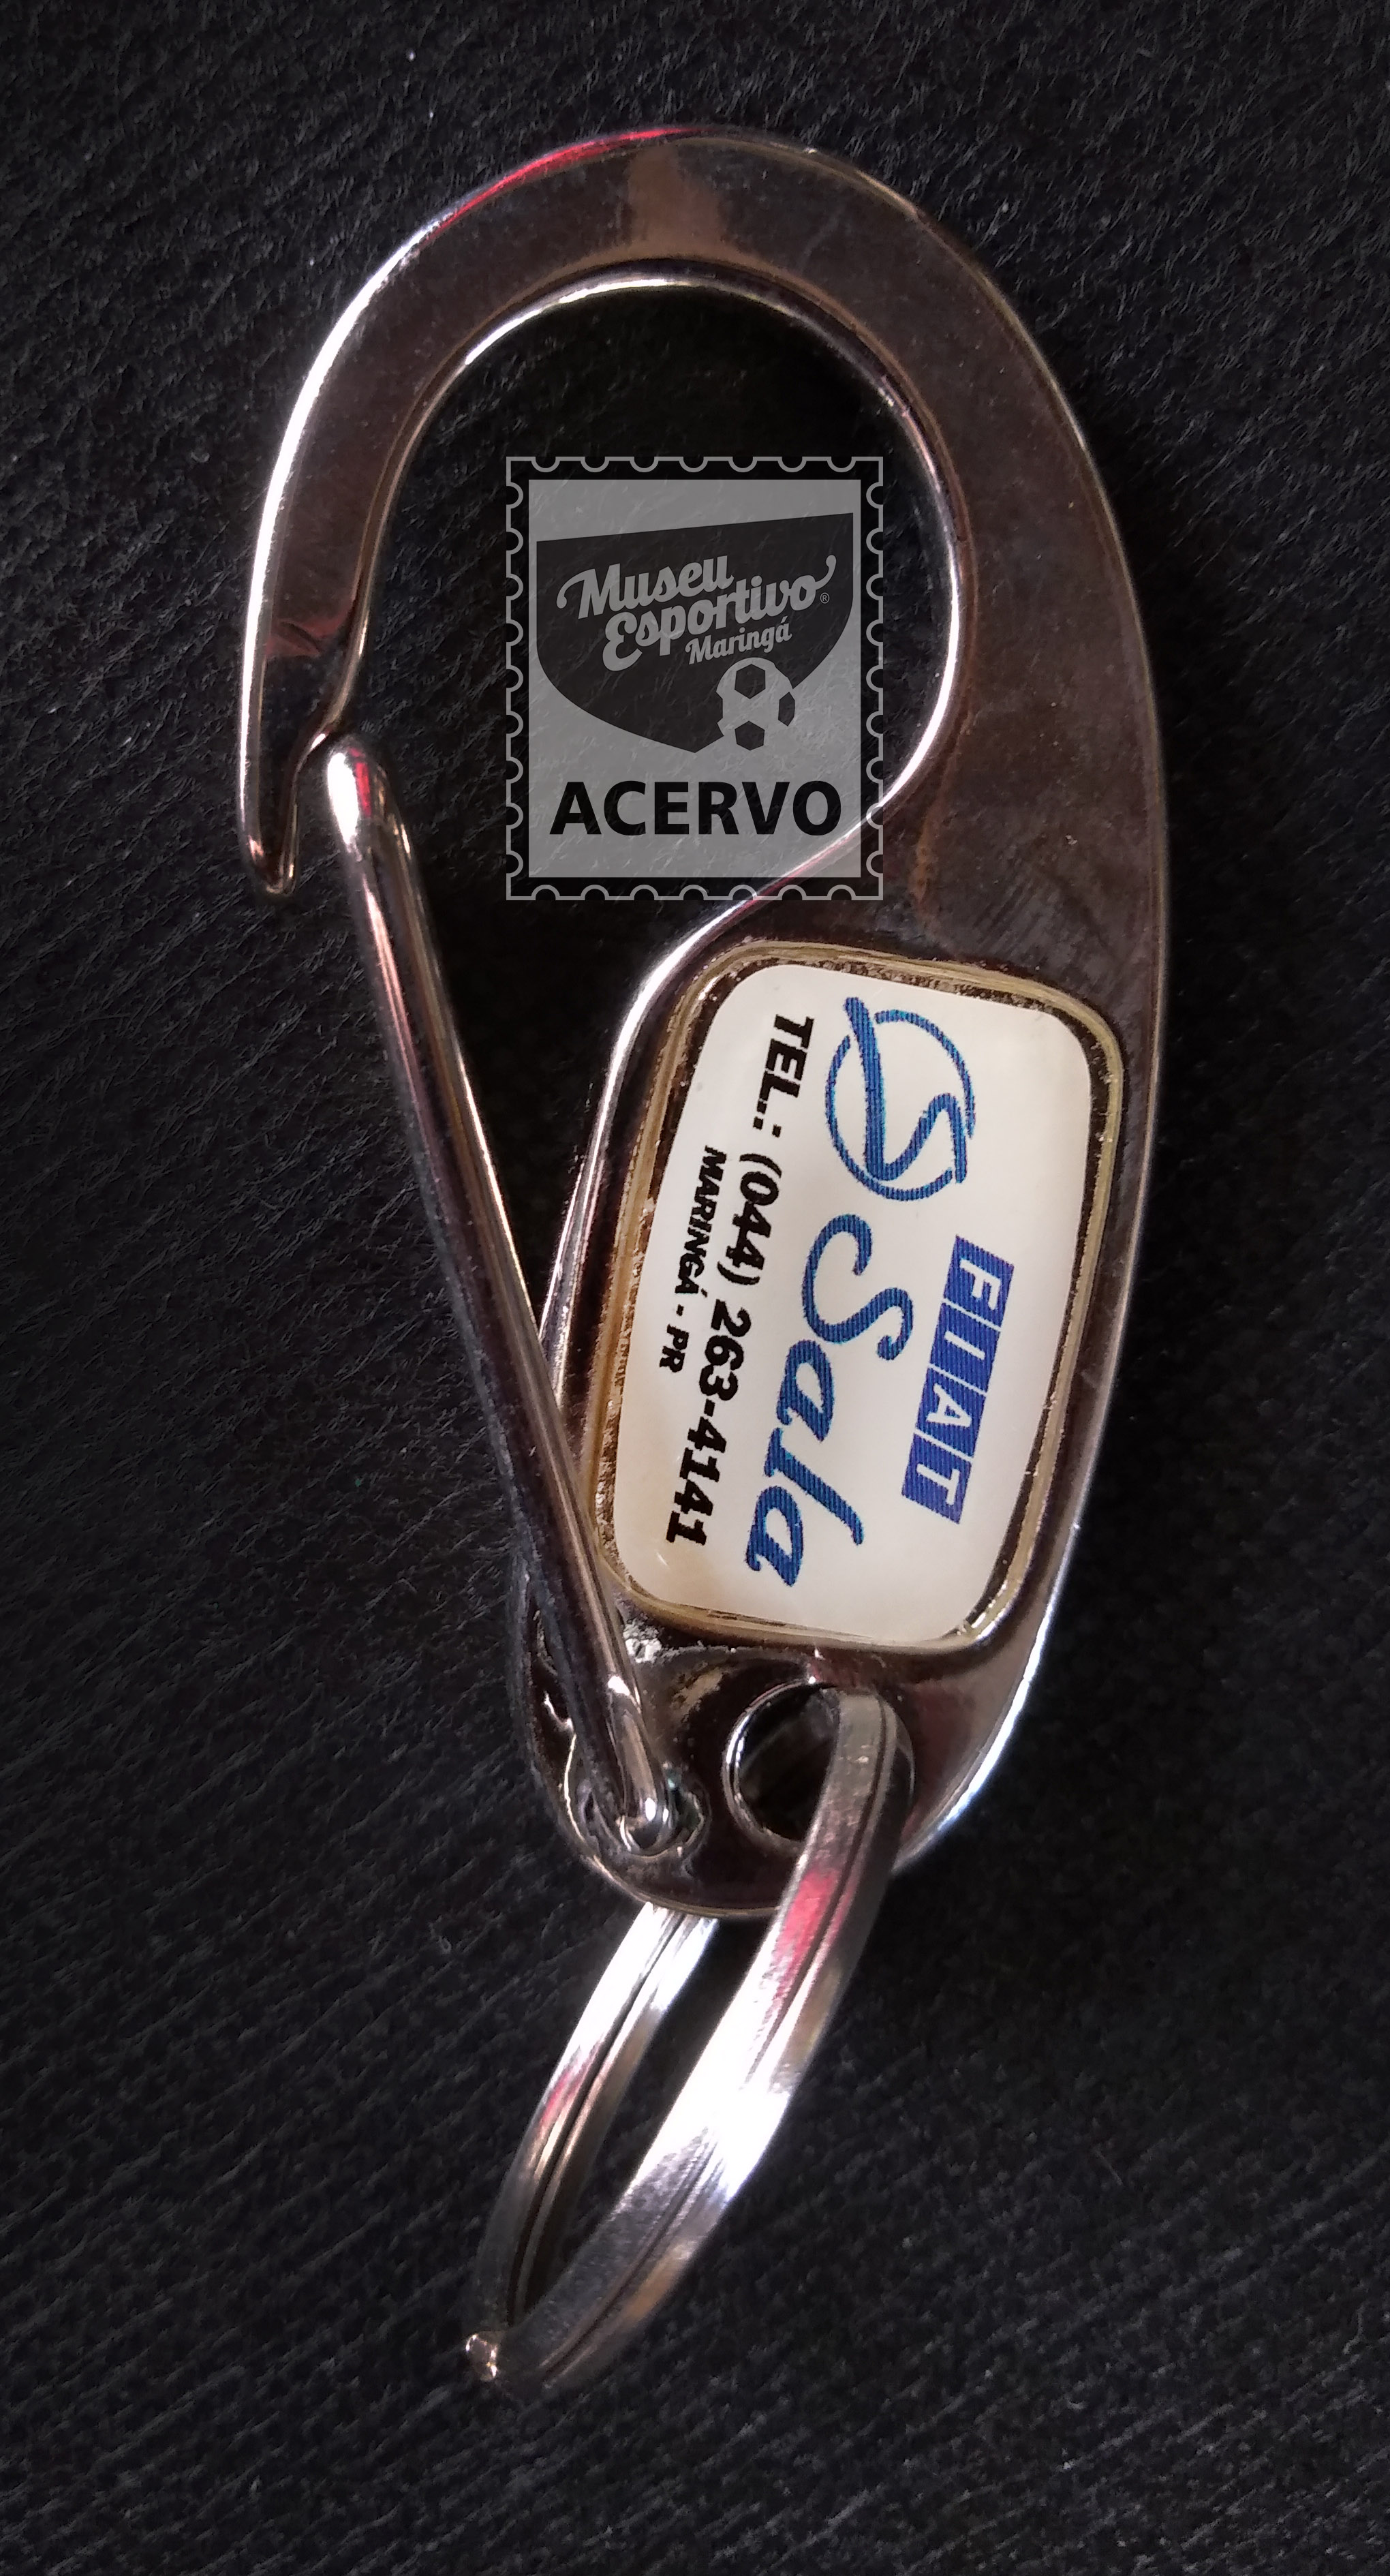 Museu
Esportivo®
Maringá
ACERVO
FIAT
S Sala
TEL.: (044) 263-4141
MARINGÁ - PR